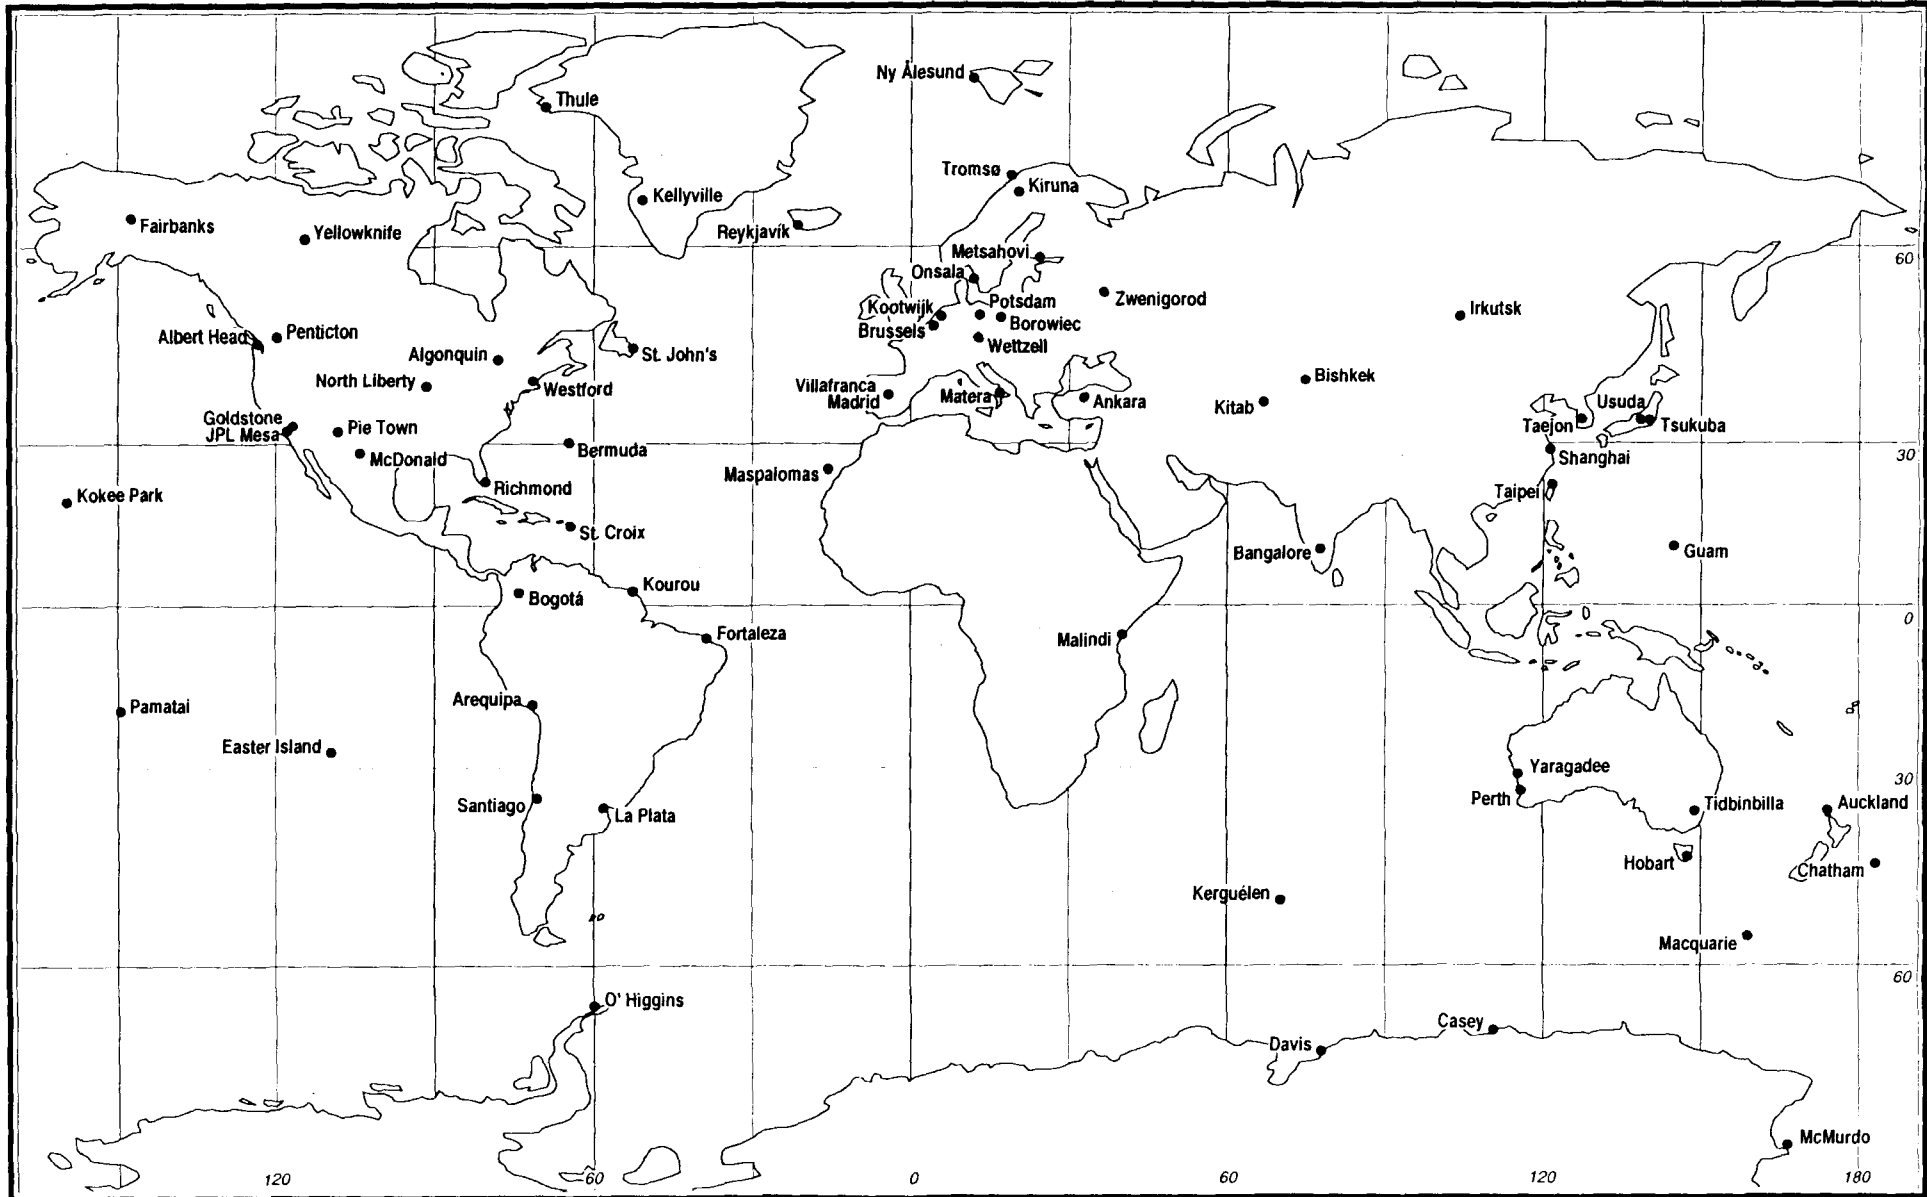 Ny Ålesund
Thule
Tromsø
Kiruna
Kellyville
Fairbanks
Yellowknife
Reykjavík
Metsahovi
60
Onsala
Zwenigorod
Potsdam
Kootwijk
Borowiec
Brussels
Irkutsk
Wettzell
Albert Head
Penticton
St. John's
Algonquin
North Liberty
Westford
Villafranca
Madrid
Matera
Ankara
Bishkek
Kitab
Usuda
Taejon
Tsukuba
Goldstone
JPL Mesa
Pie Town
McDonald
Bermuda
30
Shanghai
Maspalomas
Richmond
Taipei
Kokee Park
St. Croix
Bangalore
Guam
Kourou
Bogotá
0
Fortaleza
Malindi
Arequipa
Pamatai
Easter Island
Yaragadee
30
Perth
Santiago
La Plata
Tidbinbilla
Auckland
Hobart
Chatham
Kerguélen
Macquarie
60
O' Higgins
Casey
Davis
McMurdo
120
60
0
60
120
180